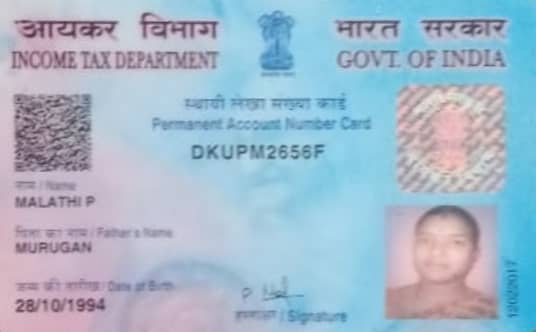 आयकर विभाग
INCOME TAX DEPARTMENT
भारत सरकार
GOVT. OF INDIA
स्थायी लेखा संख्या कार्ड
Permanent Account Number Card
DKUPM2656F
नाम / Name
MALATHI P
पिता का नाम / Father's Name
MURUGAN
जन्म की तारीख / Date of Birth
28/10/1994
हस्ताक्षर / Signature
12022017